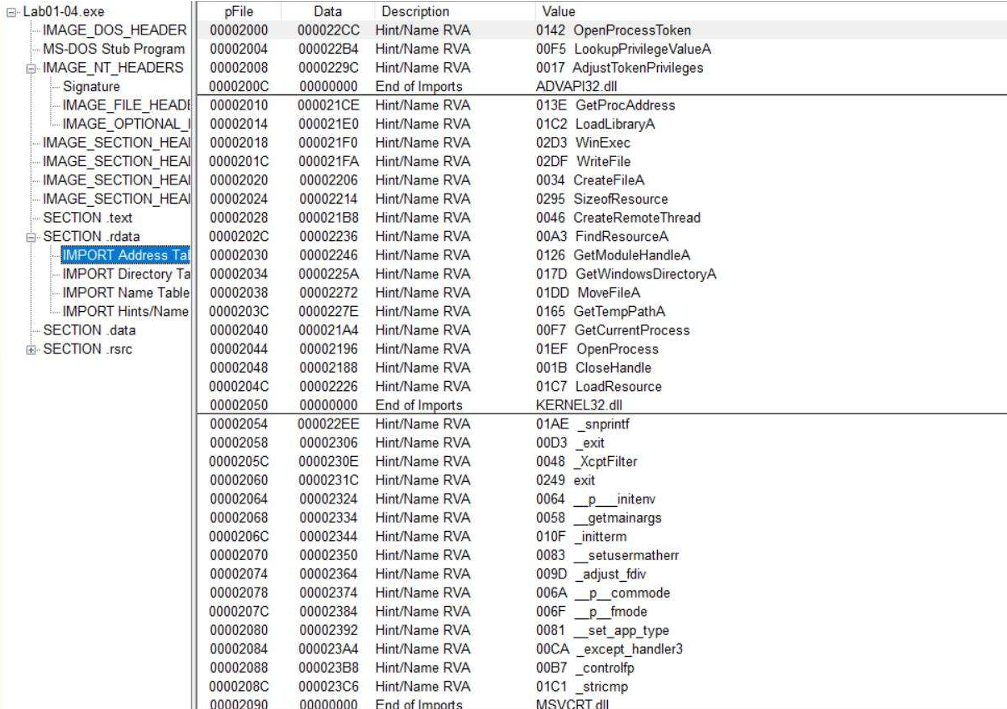 Lab01-04.exe
IMAGE_DOS_HEADER
MS-DOS Stub Program
IMAGE_NT_HEADERS
Signature
IMAGE_FILE_HEADE
IMAGE_OPTIONAL_
IMAGE_SECTION_HEAI
IMAGE_SECTION_HEAI
IMAGE_SECTION_HEAI
IMAGE_SECTION_HEAI
SECTION .text
SECTION .rdata
IMPORT Address Tab
IMPORT Directory Ta
IMPORT Name Table
IMPORT Hints/Name
SECTION .data
SECTION .rsrc
pFile Data Description Value
00002000 000022CC Hint/Name RVA 0142 OpenProcessToken
00002004 000022B4 Hint/Name RVA 00F5 LookupPrivilegeValueA
00002008 0000229C Hint/Name RVA 0017 AdjustTokenPrivileges
0000200C 00000000 End of Imports ADVAPI32.dll
00002010 000021CE Hint/Name RVA 013E GetProcAddress
00002014 000021E0 Hint/Name RVA 01C2 LoadLibraryA
00002018 000021F0 Hint/Name RVA 02D3 WinExec
0000201C 000021FA Hint/Name RVA 02DF WriteFile
00002020 00002206 Hint/Name RVA 0034 CreateFileA
00002024 00002214 Hint/Name RVA 0295 SizeofResource
00002028 000021B8 Hint/Name RVA 0046 CreateRemoteThread
0000202C 00002236 Hint/Name RVA 00A3 FindResourceA
00002030 00002246 Hint/Name RVA 0126 GetModuleHandleA
00002034 0000225A Hint/Name RVA 017D GetWindowsDirectoryA
00002038 00002272 Hint/Name RVA 01DD MoveFileA
0000203C 0000227E Hint/Name RVA 0165 GetTempPathA
00002040 000021A4 Hint/Name RVA 00F7 GetCurrentProcess
00002044 00002196 Hint/Name RVA 01EF OpenProcess
00002048 00002188 Hint/Name RVA 001B CloseHandle
0000204C 00002226 Hint/Name RVA 01C7 LoadResource
00002050 00000000 End of Imports KERNEL32.dll
00002054 000022EE Hint/Name RVA 01AE _snprintf
00002058 00002306 Hint/Name RVA 00D3 _exit
0000205C 0000230E Hint/Name RVA 0048 _XcptFilter
00002060 0000231C Hint/Name RVA 0249 exit
00002064 00002324 Hint/Name RVA 0064 __p___initenv
00002068 00002334 Hint/Name RVA 0058 __getmainargs
0000206C 00002344 Hint/Name RVA 010F _initterm
00002070 00002350 Hint/Name RVA 0083 __setusermatherr
00002074 00002364 Hint/Name RVA 009D _adjust_fdiv
00002078 00002374 Hint/Name RVA 006A __p__commode
0000207C 00002384 Hint/Name RVA 006F __p__fmode
00002080 00002392 Hint/Name RVA 0081 __set_app_type
00002084 000023A4 Hint/Name RVA 00CA _except_handler3
00002088 000023B8 Hint/Name RVA 00B7 _controlfp
0000208C 000023C6 Hint/Name RVA 01C1 _stricmp
00002090 00000000 End of Imports MSVCRT.dll